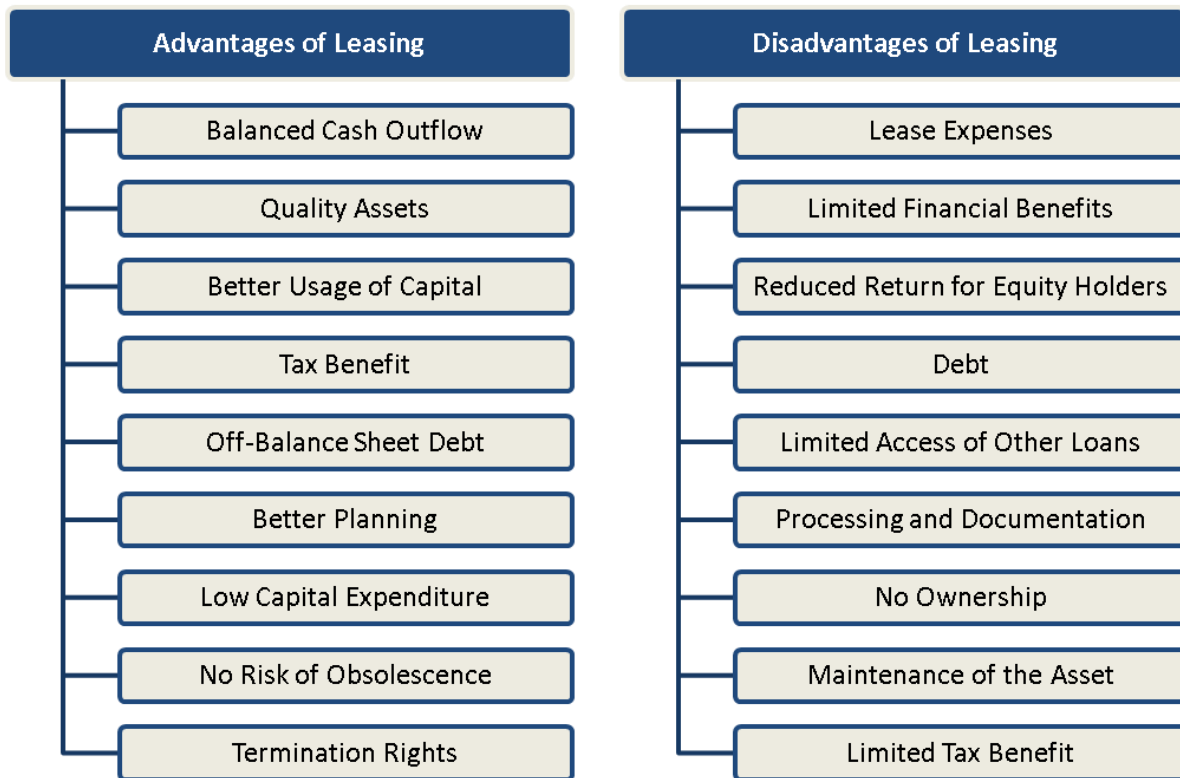 Advantages of Leasing
Balanced Cash Outflow
Quality Assets
Better Usage of Capital
Tax Benefit
Off-Balance Sheet Debt
Better Planning
Low Capital Expenditure
No Risk of Obsolescence
Termination Rights
Disadvantages of Leasing
Lease Expenses
Limited Financial Benefits
Reduced Return for Equity Holders
Debt
Limited Access of Other Loans
Processing and Documentation
No Ownership
Maintenance of the Asset
Limited Tax Benefit